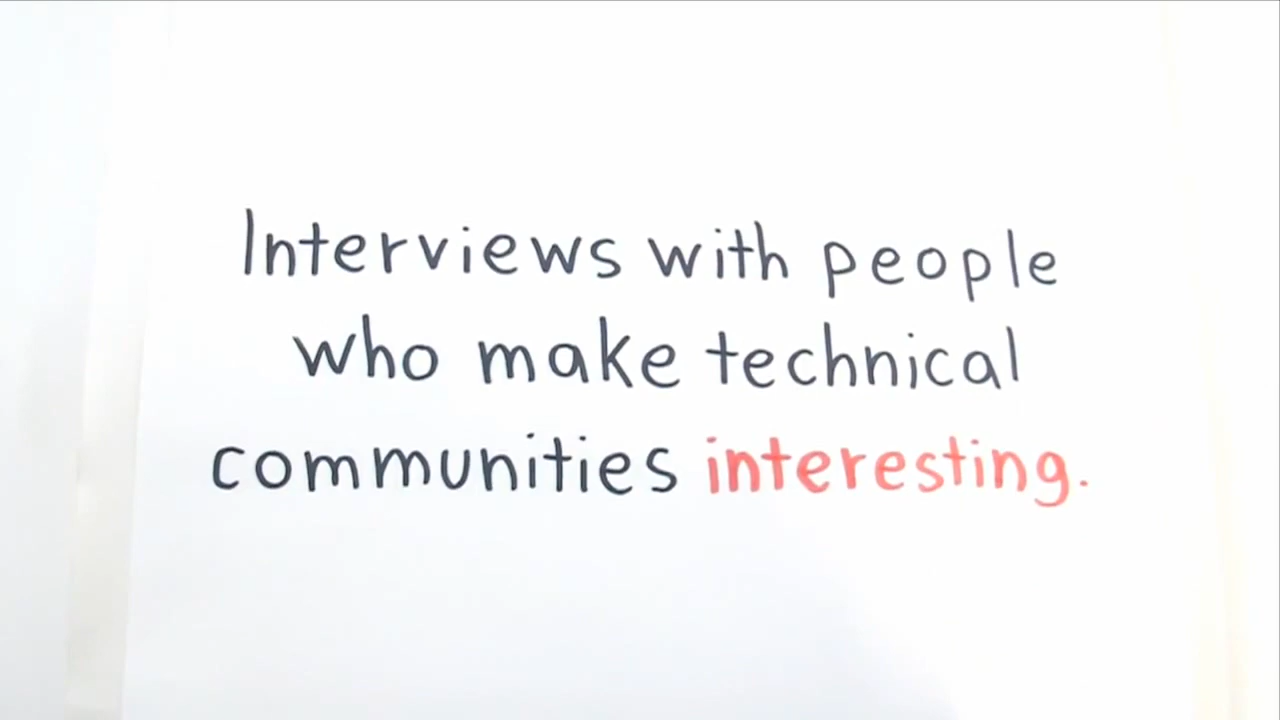 Interviews with people
who make technical
communities interesting.